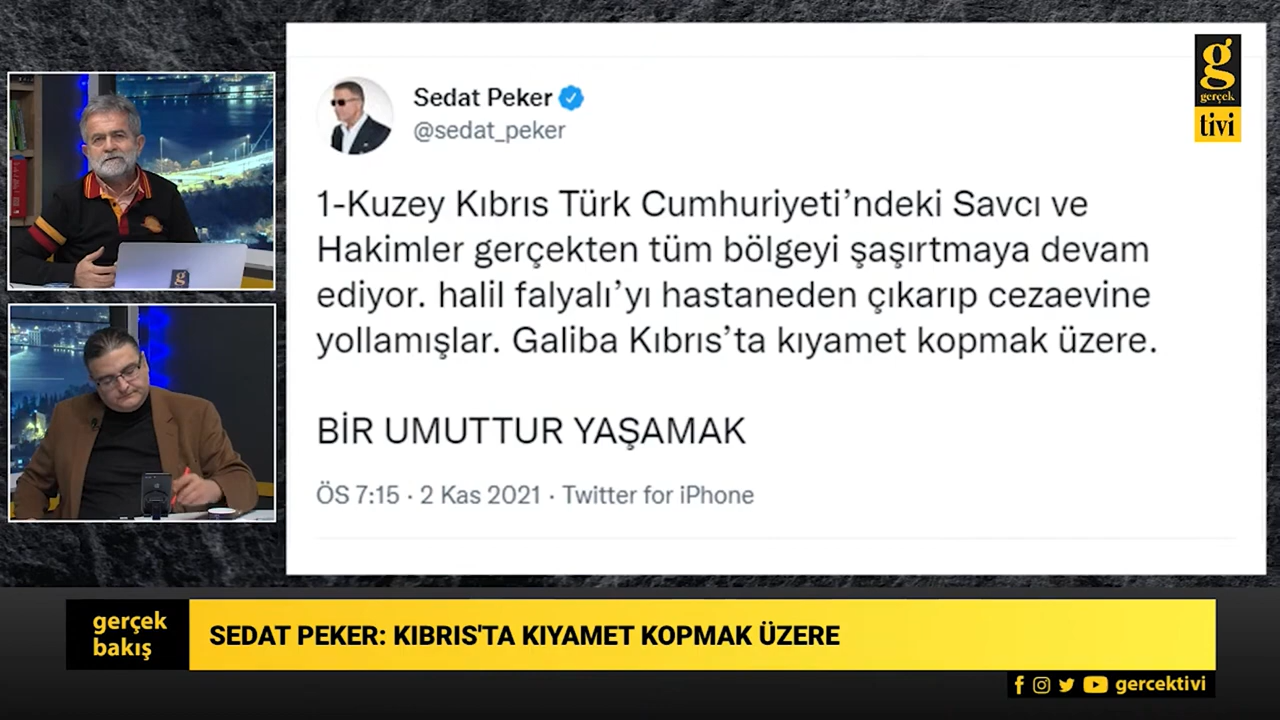 Sedat Peker
@sedat_peker
1-Kuzey Kıbrıs Türk Cumhuriyeti’ndeki Savcı ve
Hakimler gerçekten tüm bölgeyi şaşırtmaya devam
ediyor. halil falyalı’yı hastaneden çıkarıp cezaevine
yollamışlar. Galiba Kıbrıs’ta kıyamet kopmak üzere.
BİR UMUTTUR YAŞAMAK
ÖS 7:15 · 2 Kas 2021 · Twitter for iPhone
g
gerçek
tivi
g
gerçek
bakış
SEDAT PEKER: KIBRIS'TA KIYAMET KOPMAK ÜZERE
gercektivi